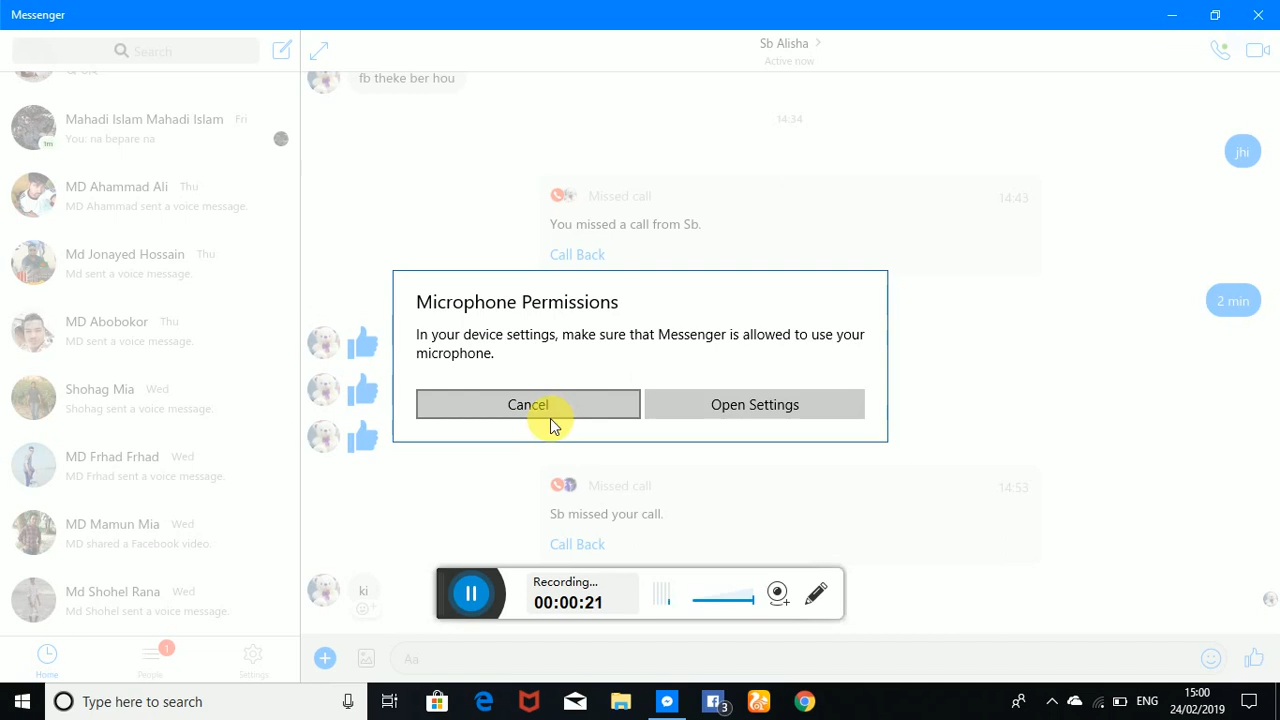 Messenger
Search
Mahadi Islam Mahadi Islam Fri
You: na bepare na
MD Ahammad Ali Thu
MD Ahammad sent a voice message.
Md Jonayed Hossain Thu
Md sent a voice message.
MD Abobokor Thu
MD sent a voice message.
Shohag Mia Wed
Shohag sent a voice message.
MD Frhad Frhad Wed
MD Frhad sent a voice message.
MD Mamun Mia Wed
MD shared a Facebook video.
Md Shohel Rana Wed
Md Shohel sent a voice message.
Home
People
1
Settings
Sb Alisha
Active now
fb theke ber hou
14:34
jhi
Missed call 14:43
You missed a call from Sb.
Call Back
2 min
Microphone Permissions
In your device settings, make sure that Messenger is allowed to use your
microphone.
Cancel
Open Settings
Missed call 14:53
Sb missed your call.
Call Back
ki
Recording...
00:00:21
Aa
Type here to search
3
ENG
15:00
24/02/2019